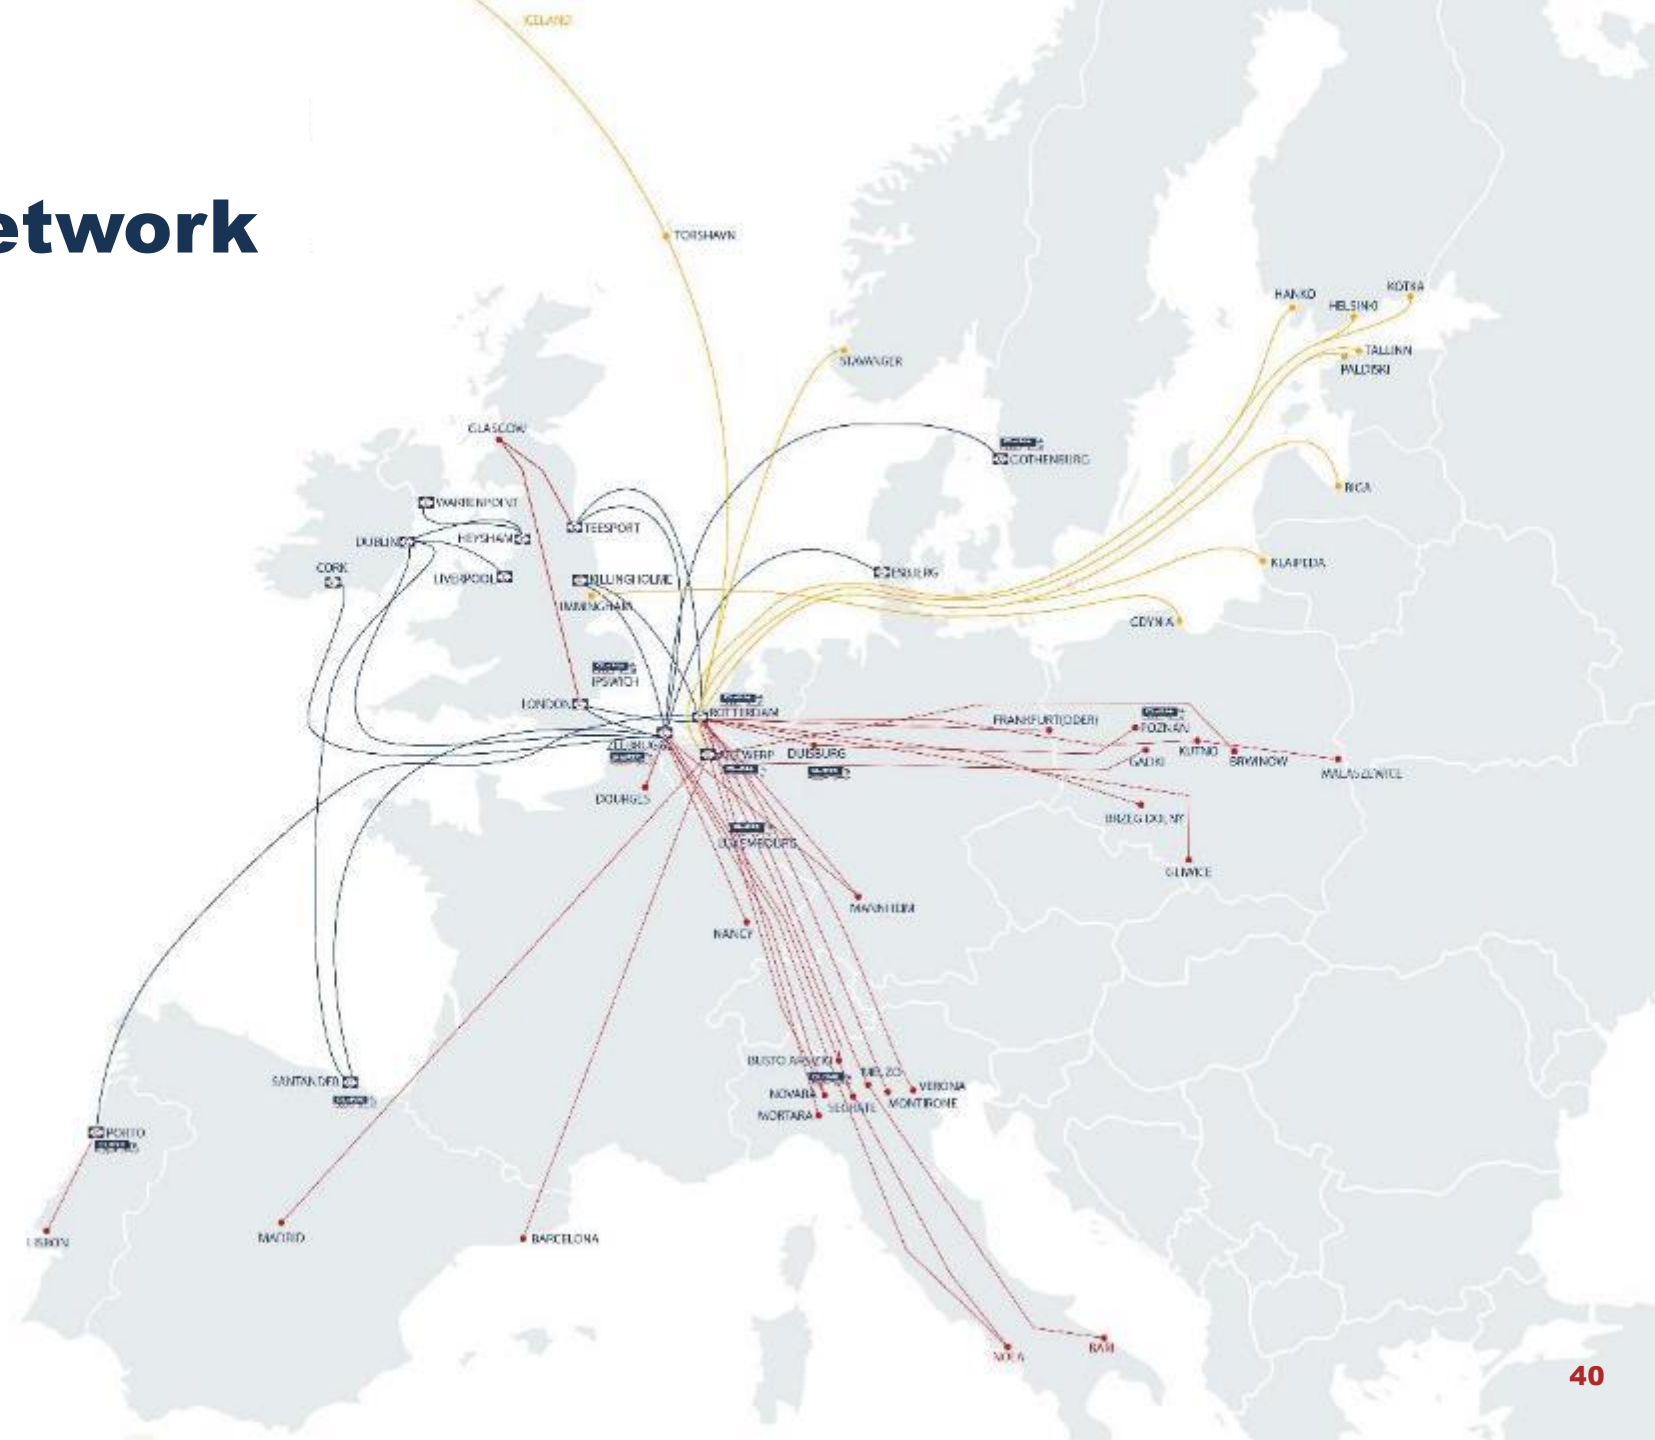 ICELAND
etwork
TORSHAVN
HANKO
KOTKA
HELSINKI
TALLINN
PALDISKI
STAVANGER
GLASGOW
GOTHENBURG
RIGA
WARRENPOINT
TEESPORT
DUBLIN
HEYSHAM
CORK
LIVERPOOL
KILLINGHOLME
ESBJERG
KLAIPEDA
IMMINGHAM
GDYNIA
IPSWICH
LONDON
ROTTERDAM
FRANKFURT(ODER)
POZNAN
ZEEBRUGGE
ANTWERP
DUISBURG
KUTNO
GADKI
BRWINOW
MALASZEWICE
DOURGES
BRZEG DOLNY
LUXEMBOURG
GLIWICE
MANNHEIM
NANCY
BUSTO ARSIZIO
MELZO
SANTANDER
VERONA
NOVARA
SEGRATE
MONTIRONE
MORTARA
PORTO
LISBON
MADRID
BARCELONA
NOLA
BARI
40